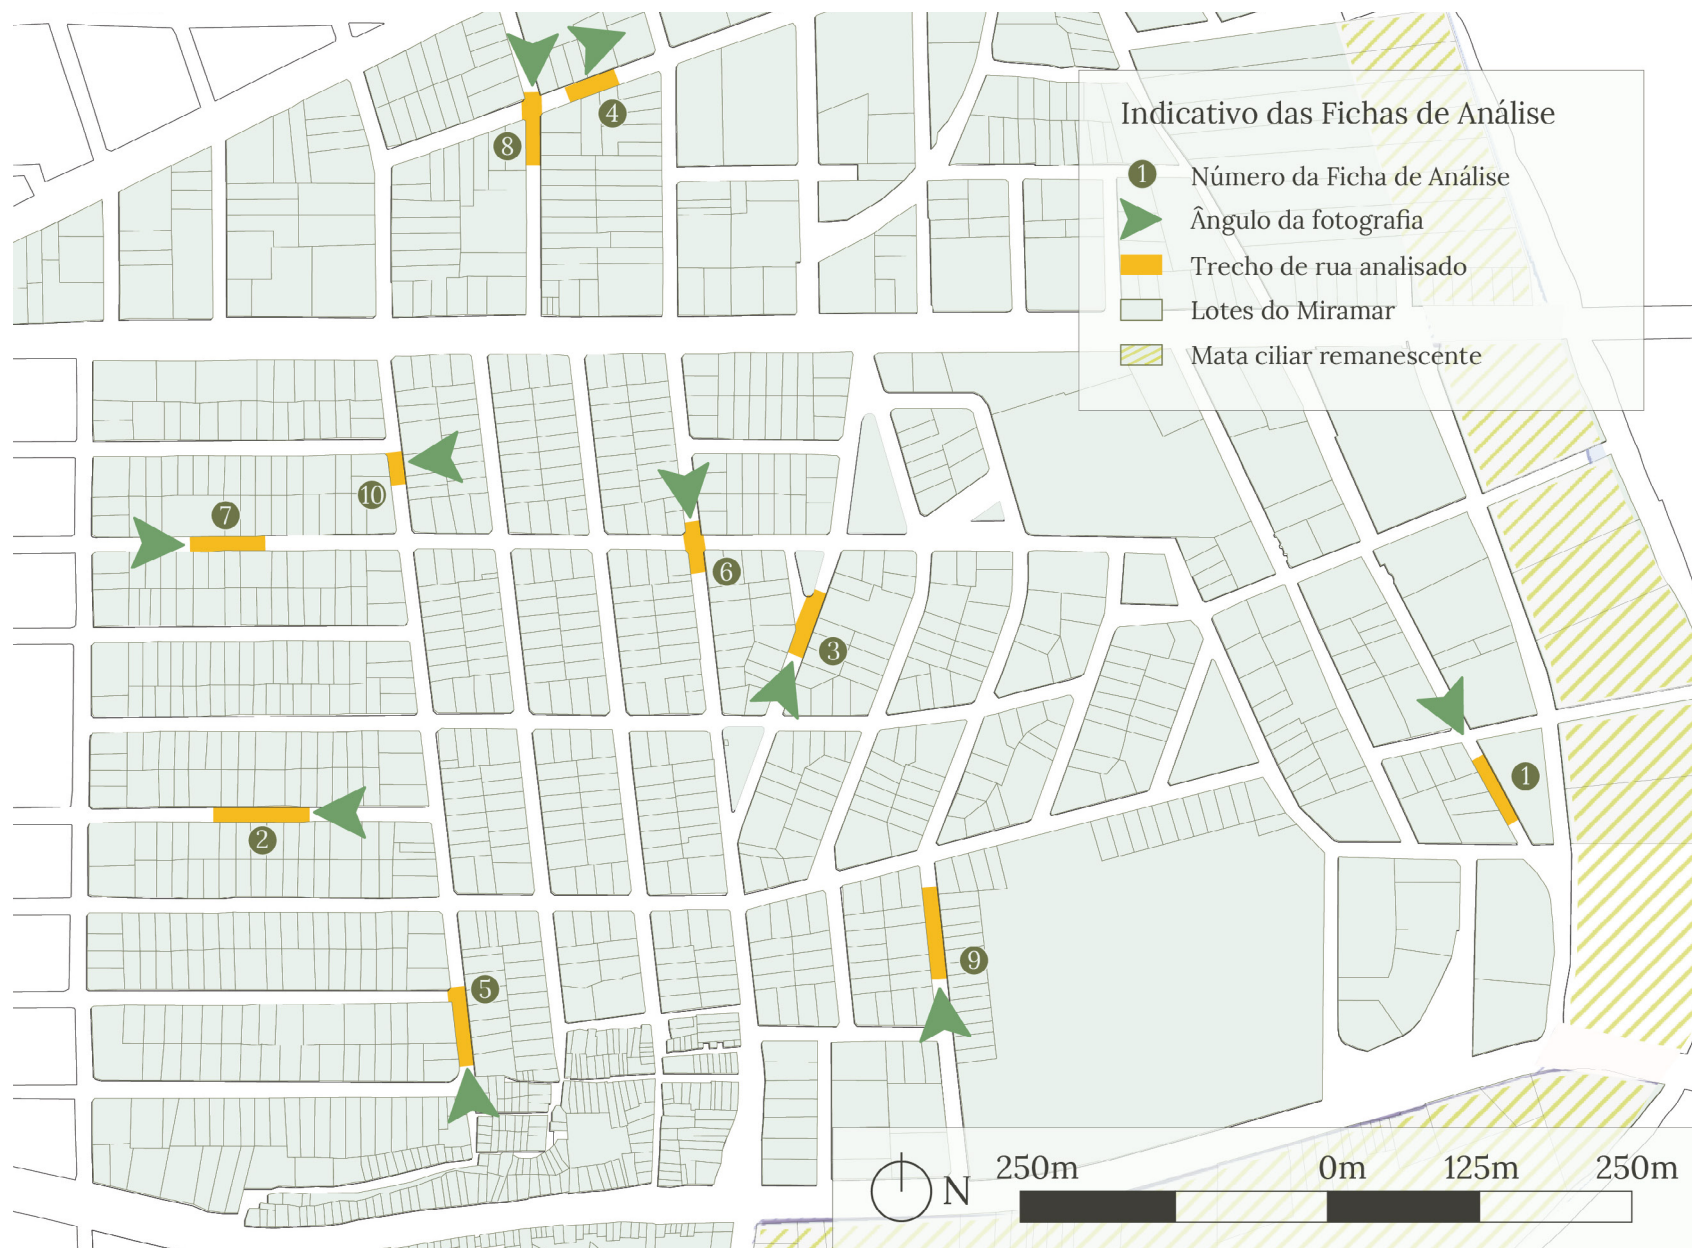 Indicativo das Fichas de Análise
1 Número da Ficha de Análise
Ângulo da fotografia
Trecho de rua analisado
Lotes do Miramar
Mata ciliar remanescente
4
8
10
7
6
3
1
2
9
5
N
250m 0m 125m 250m